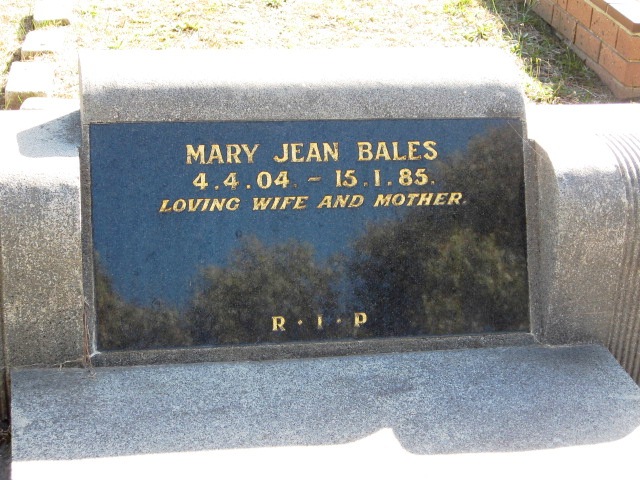 MARY JEAN BALES
4.4.04. - 15.1.85.
LOVING WIFE AND MOTHER.
R · I · P